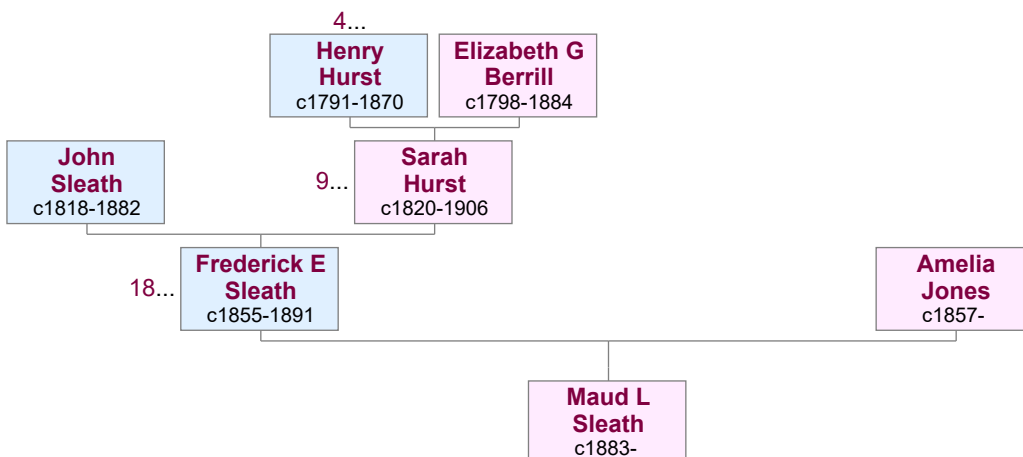 4...
Henry
Hurst
c1791-1870
Elizabeth G
Berrill
c1798-1884
John
Sleath
c1818-1882
9...
Sarah
Hurst
c1820-1906
18...
Frederick E
Sleath
c1855-1891
Amelia
Jones
c1857-
Maud L
Sleath
c1883-